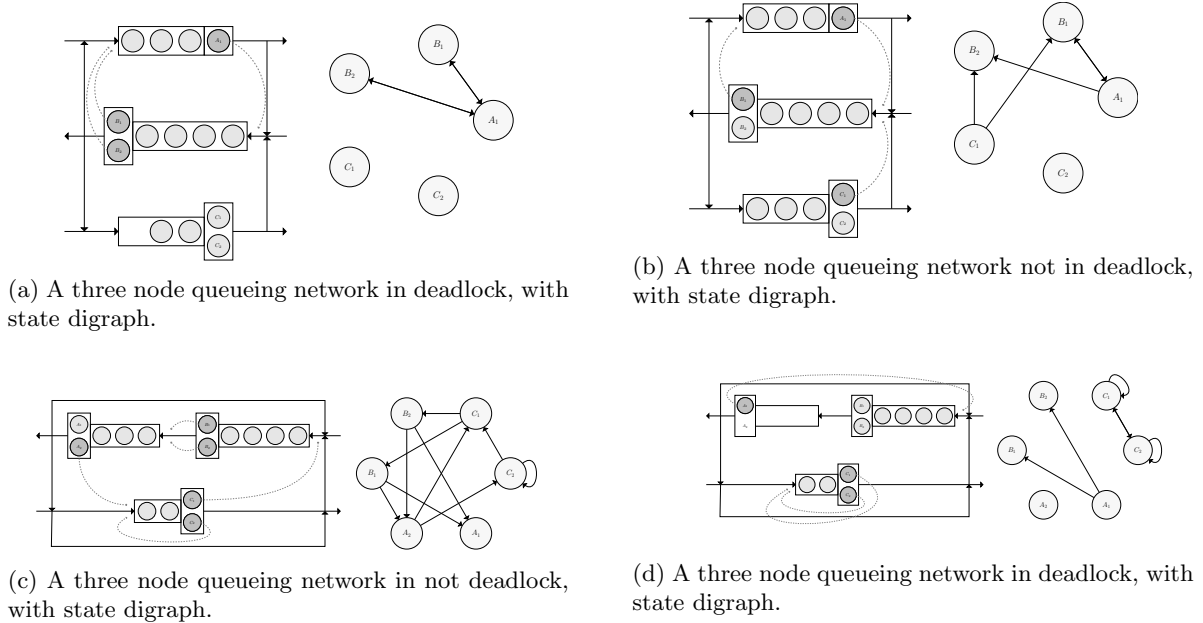 A₁
B₁
B₂
C₁
C₂
B₁
B₂
A₁
C₁
C₂
(a) A three node queueing network in deadlock, with
state digraph.
A₁
B₁
B₂
C₁
C₂
B₁
B₂
A₁
C₁
C₂
(b) A three node queueing network not in deadlock,
with state digraph.
B₂ C₁
B₁ C₂
A₂ A₁
(c) A three node queueing network in not deadlock,
with state digraph.
B₂ C₁
B₁ C₂
A₂ A₁
(d) A three node queueing network in deadlock, with
state digraph.